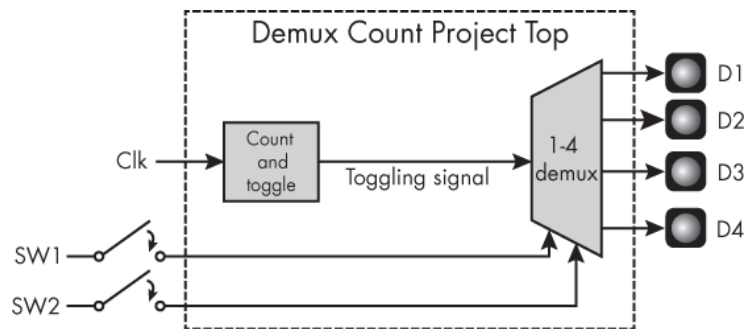 Demux Count Project Top
D1
D2
D3
D4
Clk
Count
and
toggle
Toggling signal
1-4
demux
SW1
SW2